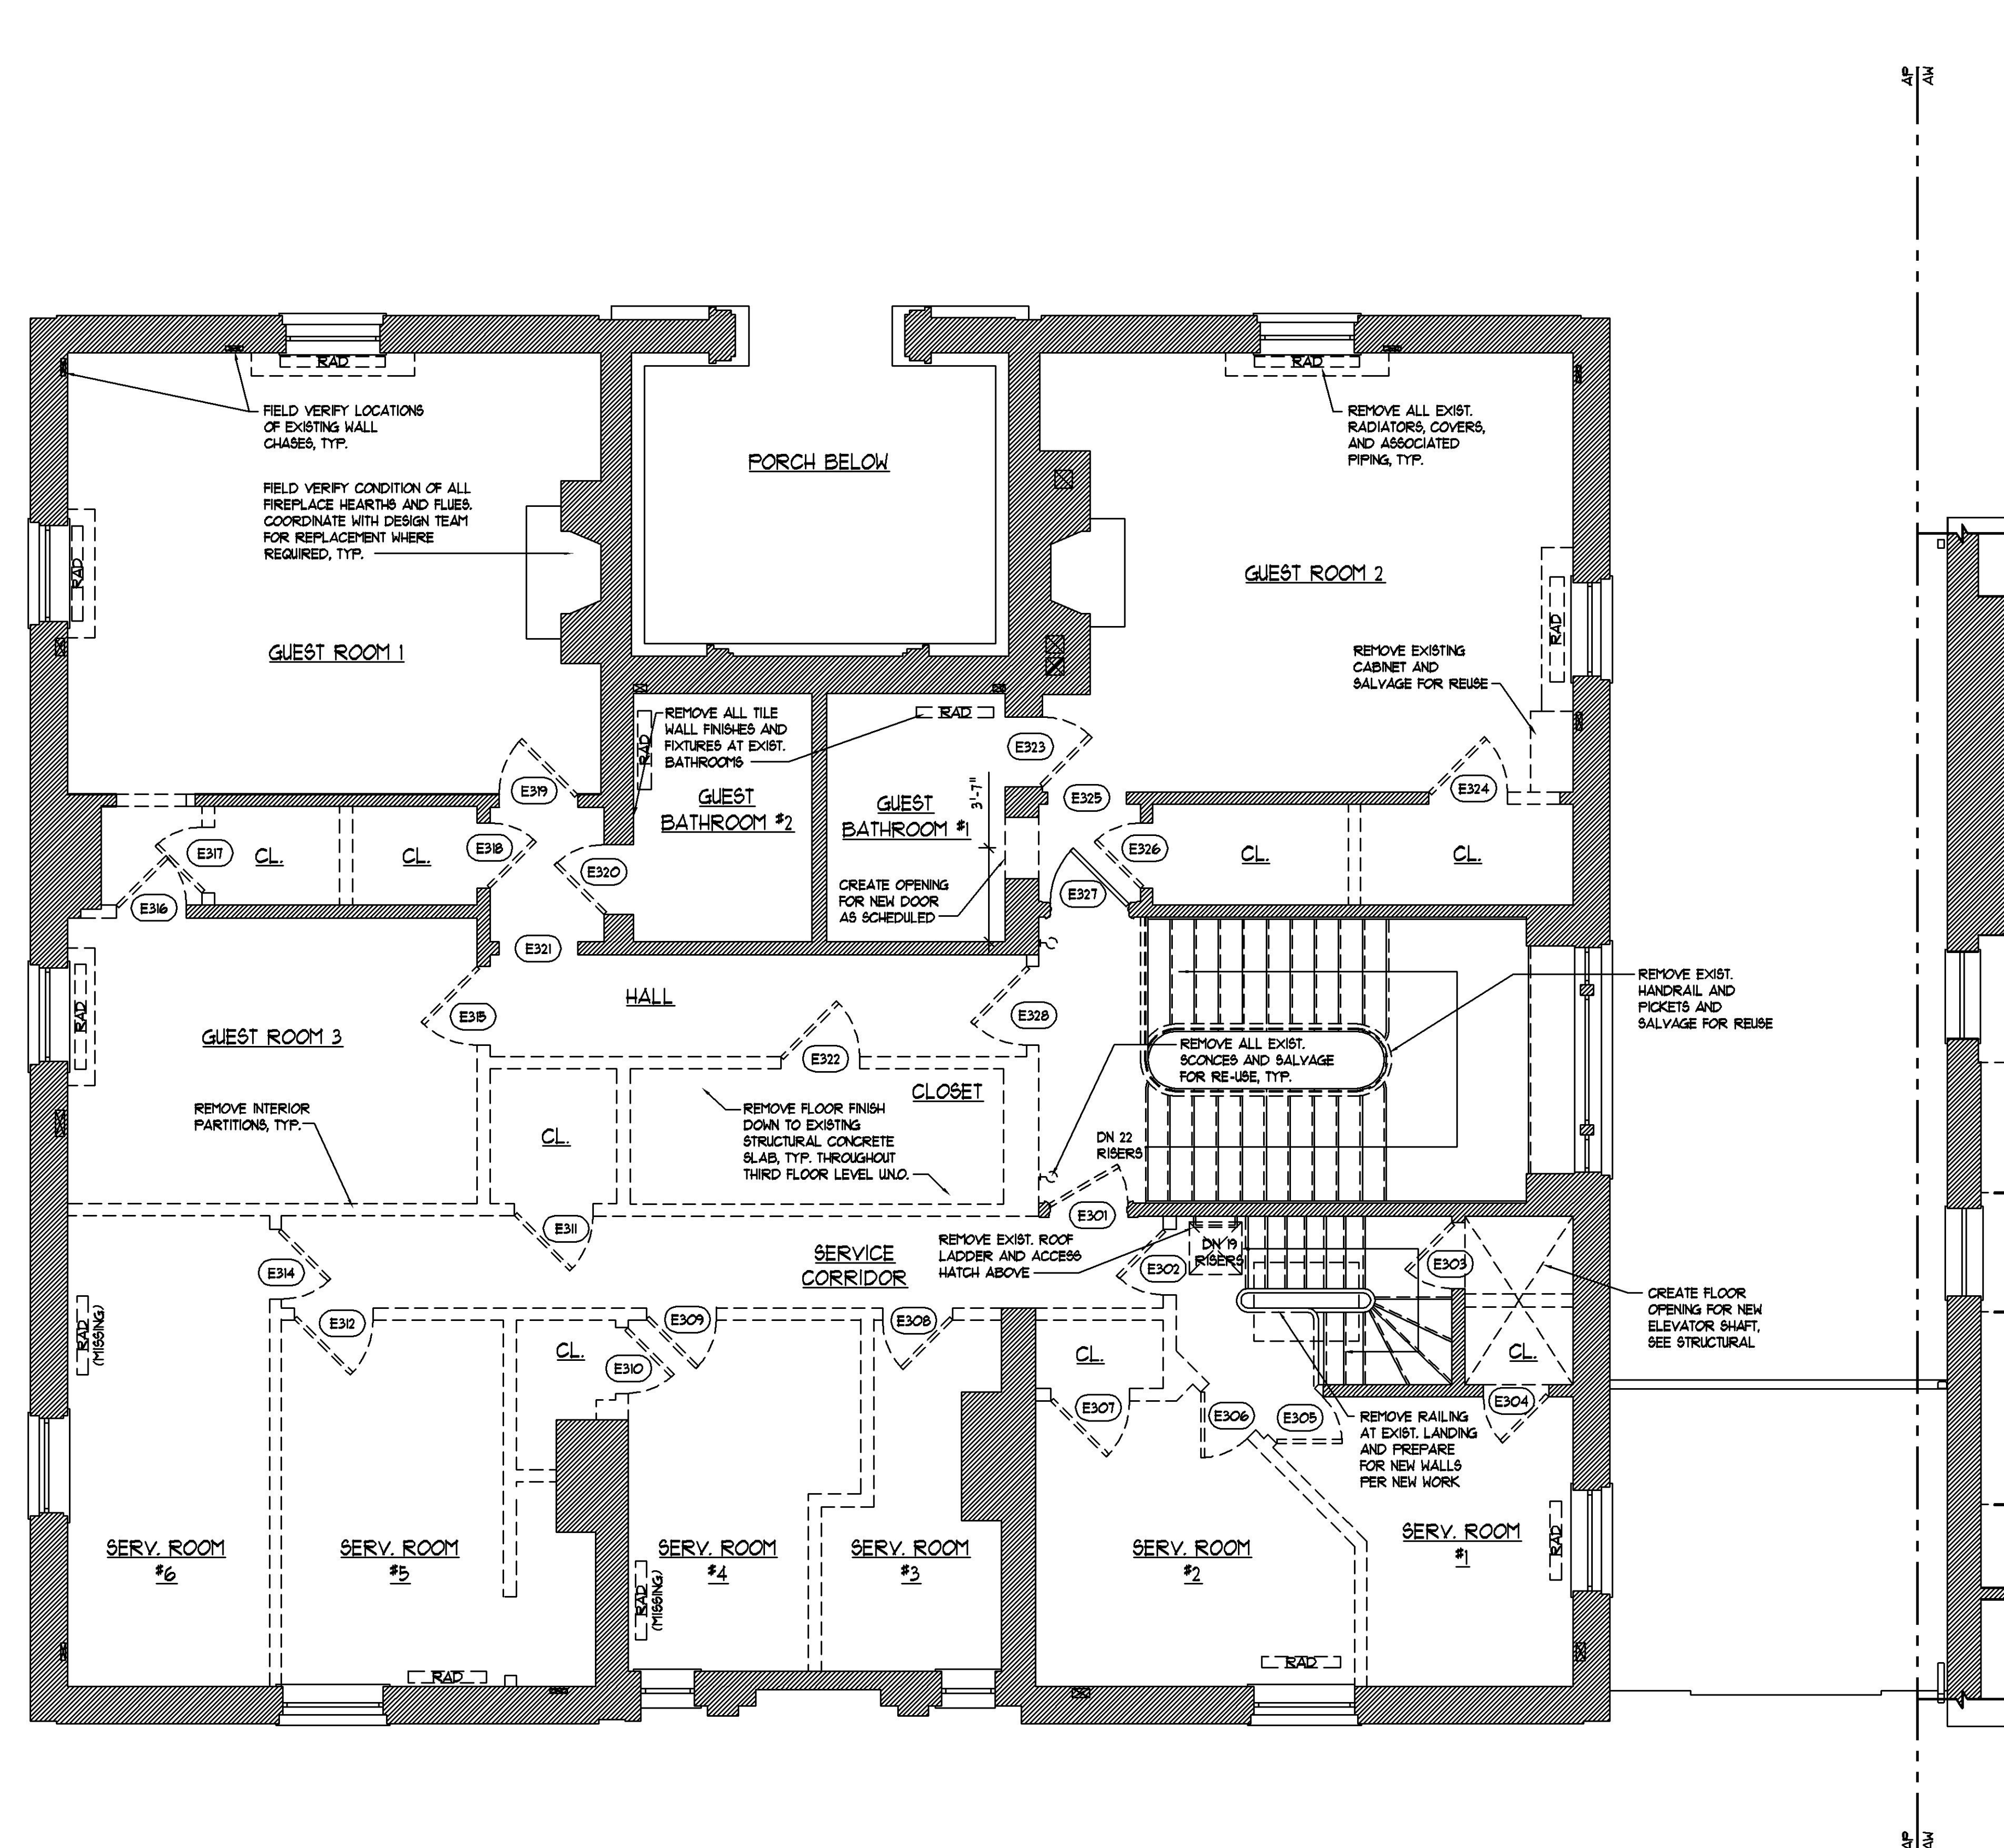 AP
AW
RAD
RAD
FIELD VERIFY LOCATIONS
OF EXISTING WALL
CHASES, TYP.
REMOVE ALL EXIST.
RADIATORS, COVERS,
AND ASSOCIATED
PIPING, TYP.
PORCH BELOW
FIELD VERIFY CONDITION OF ALL
FIREPLACE HEARTHS AND FLUES.
COORDINATE WITH DESIGN TEAM
FOR REPLACEMENT WHERE
REQUIRED, TYP.
RAD
GUEST ROOM 2
RAD
GUEST ROOM 1
REMOVE EXISTING
CABINET AND
SALVAGE FOR REUSE
REMOVE ALL TILE
WALL FINISHES AND
FIXTURES AT EXIST.
BATHROOMS
RAD
RAD
E323
E319
E325
E324
3'-7"
GUEST
BATHROOM #2
GUEST
BATHROOM #1
E317
CL.
CL.
E318
E320
E326
CL.
CL.
E316
CREATE OPENING
FOR NEW DOOR
AS SCHEDULED
E327
E321
REMOVE EXIST.
HANDRAIL AND
PICKETS AND
SALVAGE FOR REUSE
HALL
RAD
E315
E328
GUEST ROOM 3
E322
REMOVE ALL EXIST.
SCONCES AND SALVAGE
FOR RE-USE, TYP.
CLOSET
REMOVE INTERIOR
PARTITIONS, TYP.
CL.
REMOVE FLOOR FINISH
DOWN TO EXISTING
STRUCTURAL CONCRETE
SLAB, TYP. THROUGHOUT
THIRD FLOOR LEVEL U.N.O.
DN 22
RISERS
E301
E311
SERVICE
CORRIDOR
REMOVE EXIST. ROOF
LADDER AND ACCESS
HATCH ABOVE
DN 19
RISERS
E302
E303
E314
CREATE FLOOR
OPENING FOR NEW
ELEVATOR SHAFT,
SEE STRUCTURAL
RAD
(MISSING)
E312
E309
E308
CL.
E310
CL.
CL.
E307
E306
E305
E304
REMOVE RAILING
AT EXIST. LANDING
AND PREPARE
FOR NEW WALLS
PER NEW WORK
SERV. ROOM
#6
SERV. ROOM
#5
SERV. ROOM
#4
SERV. ROOM
#3
SERV. ROOM
#2
SERV. ROOM
#1
RAD
RAD
(MISSING)
RAD
RAD
AP
AW